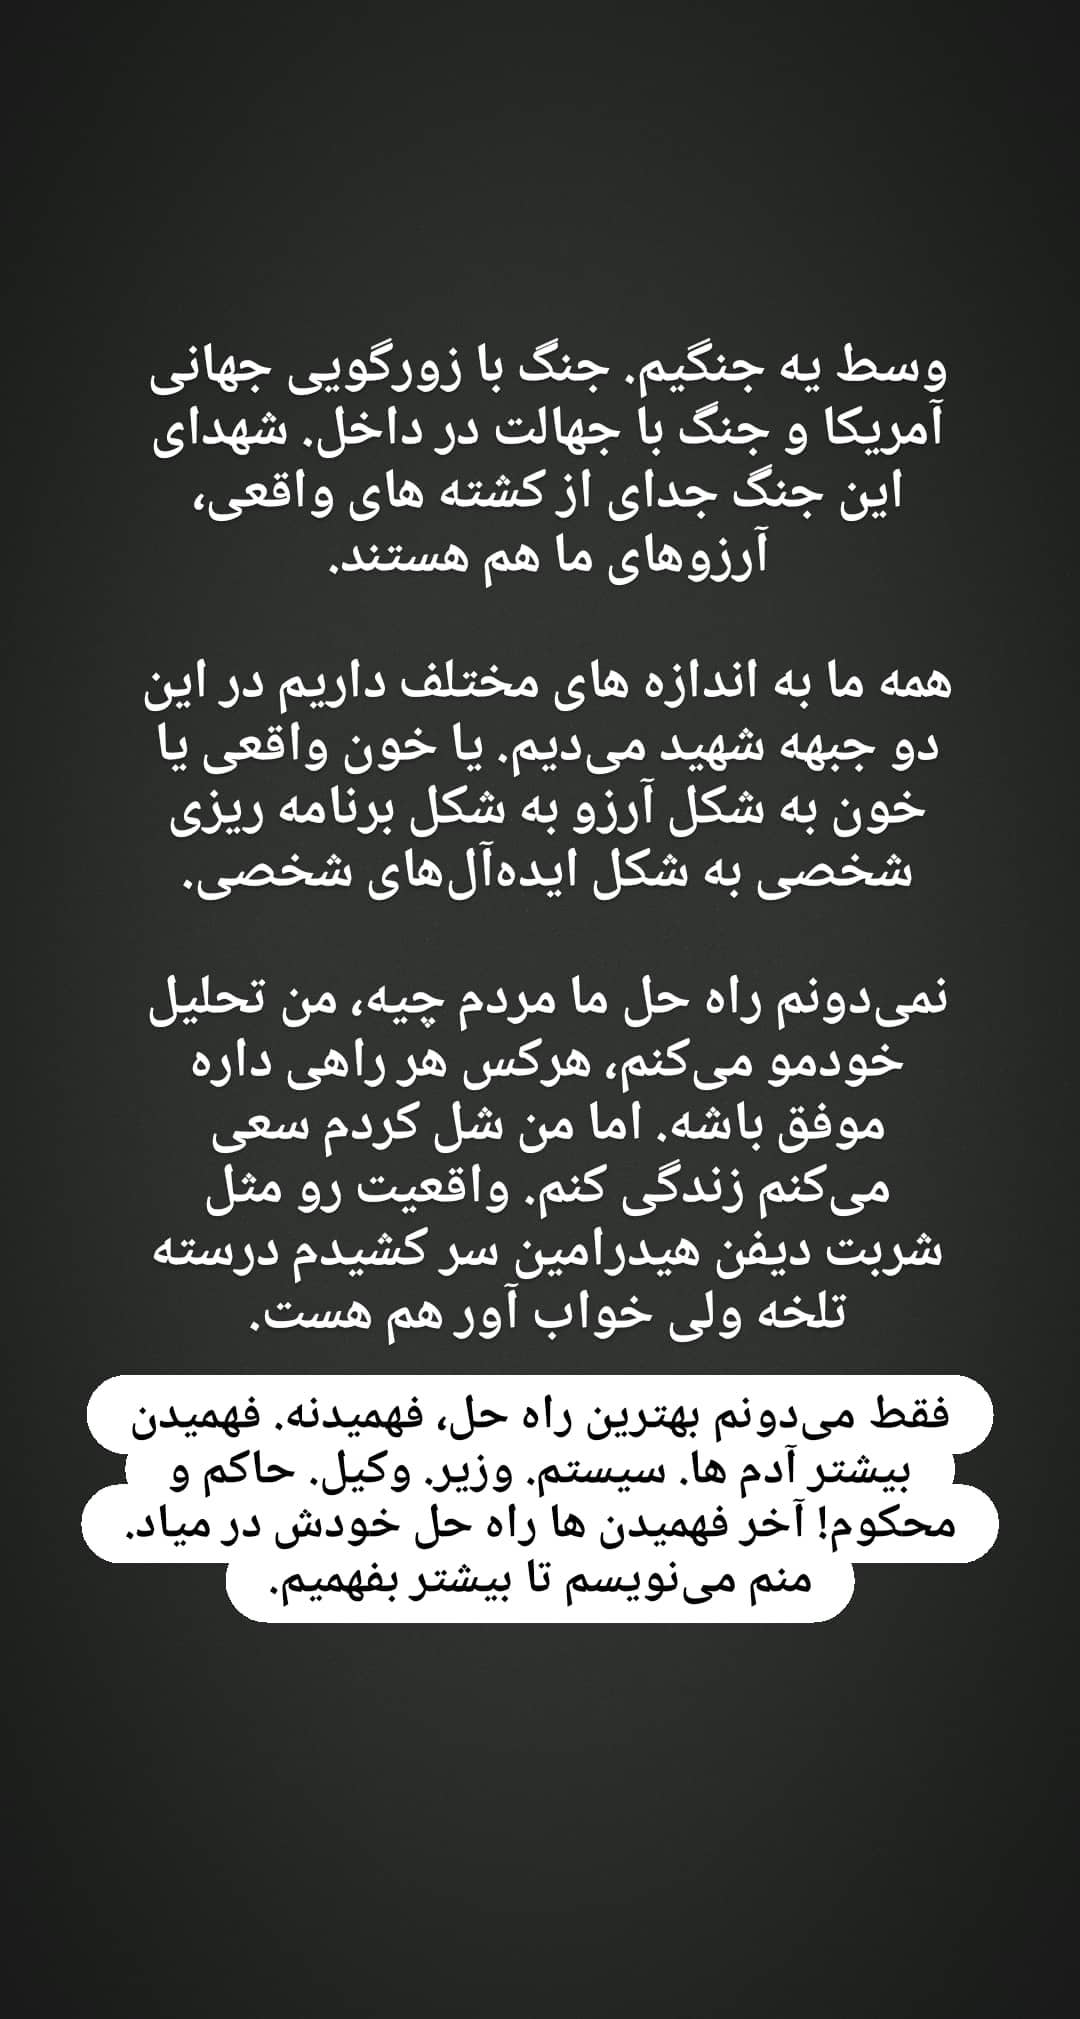 وسط یه جنگیم. جنگ با زورگویی جهانی
آمریکا و جنگ با جهالت در داخل. شهدای
این جنگ جدای از کشته های واقعی،
آرزوهای ما هم هستند.
همه ما به اندازه های مختلف داریم در این
دو جبهه شهید می‌دیم. یا خون واقعی یا
خون به شکل آرزو به شکل برنامه ریزی
شخصی به شکل ایده‌آل‌های شخصی.
نمی‌دونم راه حل ما مردم چیه، من تحلیل
خودمو می‌کنم، هرکس هر راهی داره
موفق باشه. اما من شل کردم سعی
می‌کنم زندگی کنم. واقعیت رو مثل
شربت دیفن هیدرامین سر کشیدم درسته
تلخه ولی خواب آور هم هست.
فقط می‌دونم بهترین راه حل، فهمیدنه. فهمیدن
بیشتر آدم ها. سیستم. وزیر. وکیل. حاکم و
محکوم! آخر فهمیدن ها راه حل خودش در میاد.
منم می‌نویسم تا بیشتر بفهمیم.